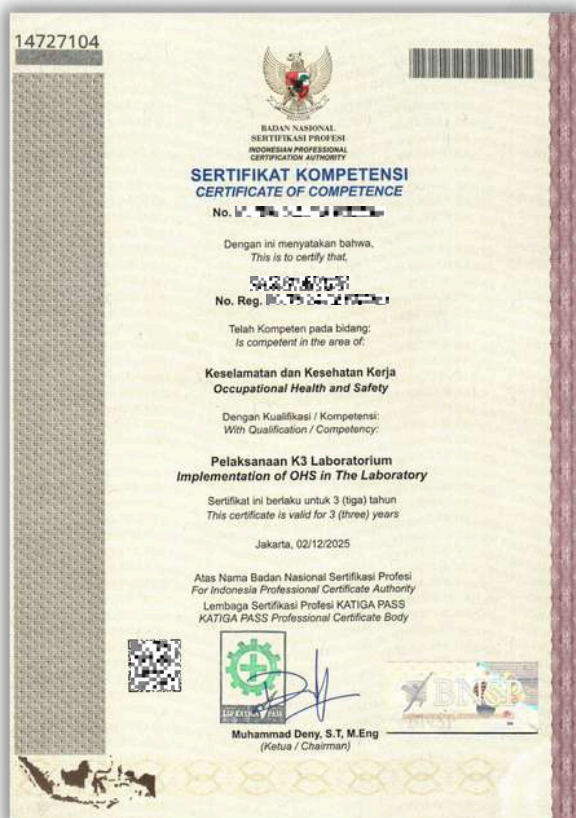 14727104
BADAN NASIONAL
SERTIFIKASI PROFESI
INDONESIAN PROFESSIONAL
CERTIFICATION AUTHORITY
SERTIFIKAT KOMPETENSI
CERTIFICATE OF COMPETENCE
No.
Dengan ini menyatakan bahwa,
This is to certify that,
No. Reg.
Telah Kompeten pada bidang:
Is competent in the area of:
Keselamatan dan Kesehatan Kerja
Occupational Health and Safety
Dengan Kualifikasi / Kompetensi:
With Qualification / Competency:
Pelaksanaan K3 Laboratorium
Implementation of OHS in The Laboratory
Sertifikat ini berlaku untuk 3 (tiga) tahun
This certificate is valid for 3 (three) years
Jakarta, 02/12/2025
Atas Nama Badan Nasional Sertifikasi Profesi
For Indonesia Professional Certificate Authority
Lembaga Sertifikasi Profesi KATIGA PASS
KATIGA PASS Professional Certificate Body
LSP KATIGA PASS
BNSP
BNSP
Muhammad Deny, S.T, M.Eng
(Ketua / Chairman)